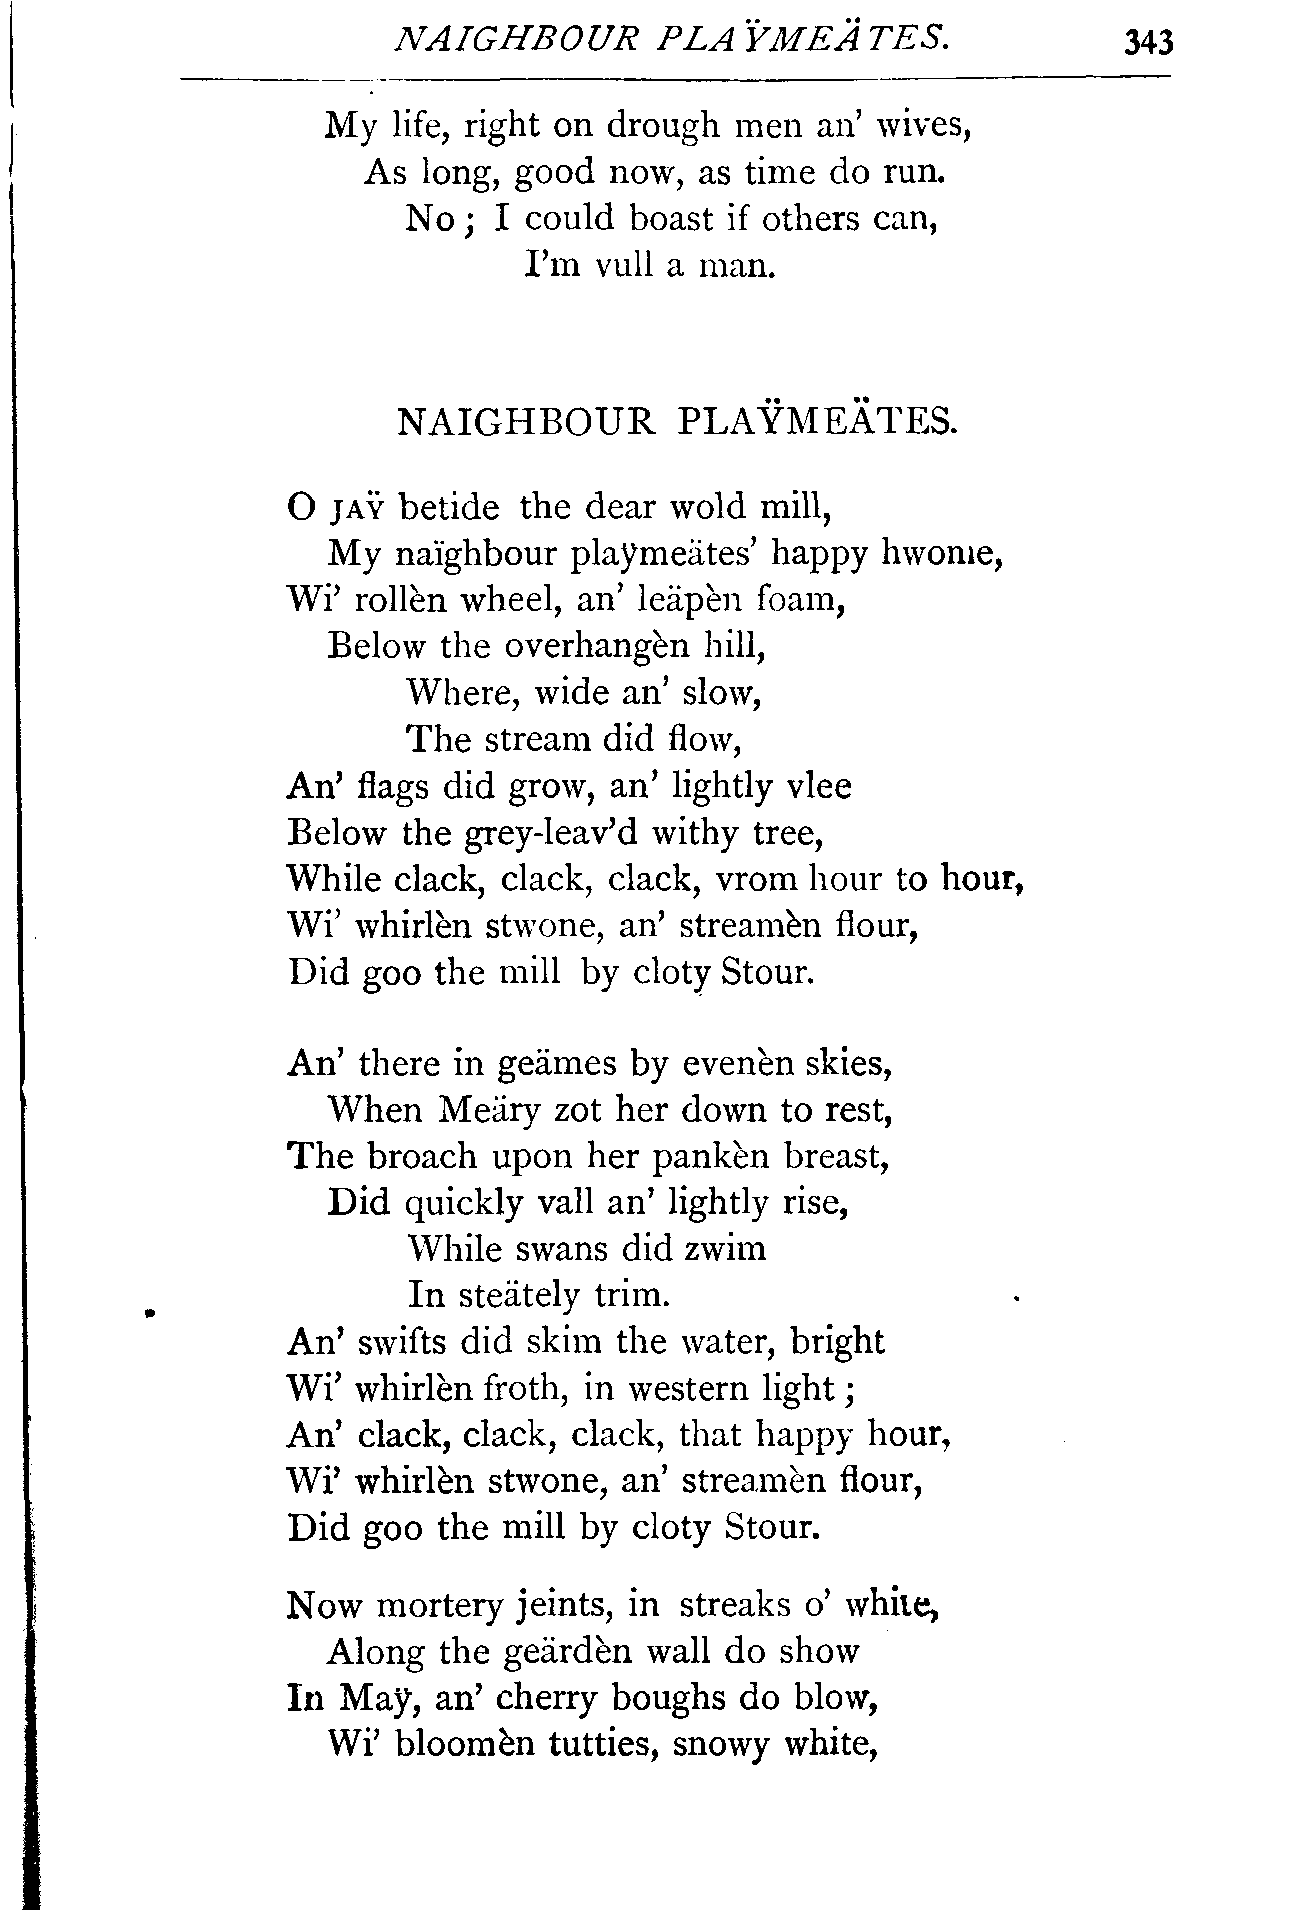 NAIGHBOUR PLAŸMEÄTES. 343
My life, right on drough men an' wives,
As long, good now, as time do run.
No; I could boast if others can,
I'm vull a man.
NAIGHBOUR PLAŸMEÄTES.
O JAŸ betide the dear wold mill,
My naïghbour plaÿmeätes' happy hwome,
Wi' rollèn wheel, an' leäpèn foam,
Below the overhangèn hill,
Where, wide an' slow,
The stream did flow,
An' flags did grow, an' lightly vlee
Below the grey-leav'd withy tree,
While clack, clack, clack, vrom hour to hour,
Wi' whirlèn stwone, an' streamèn flour,
Did goo the mill by cloty Stour.
An' there in geämes by evenèn skies,
When Meäry zot her down to rest,
The broach upon her pankèn breast,
Did quickly vall an' lightly rise,
While swans did zwim
In steätely trim.
An' swifts did skim the water, bright
Wi' whirlèn froth, in western light;
An' clack, clack, clack, that happy hour,
Wi' whirlèn stwone, an' streamèn flour,
Did goo the mill by cloty Stour.
Now mortery jeints, in streaks o' white,
Along the geärdèn wall do show
In Maÿ, an' cherry boughs do blow,
Wi' bloomèn tutties, snowy white,